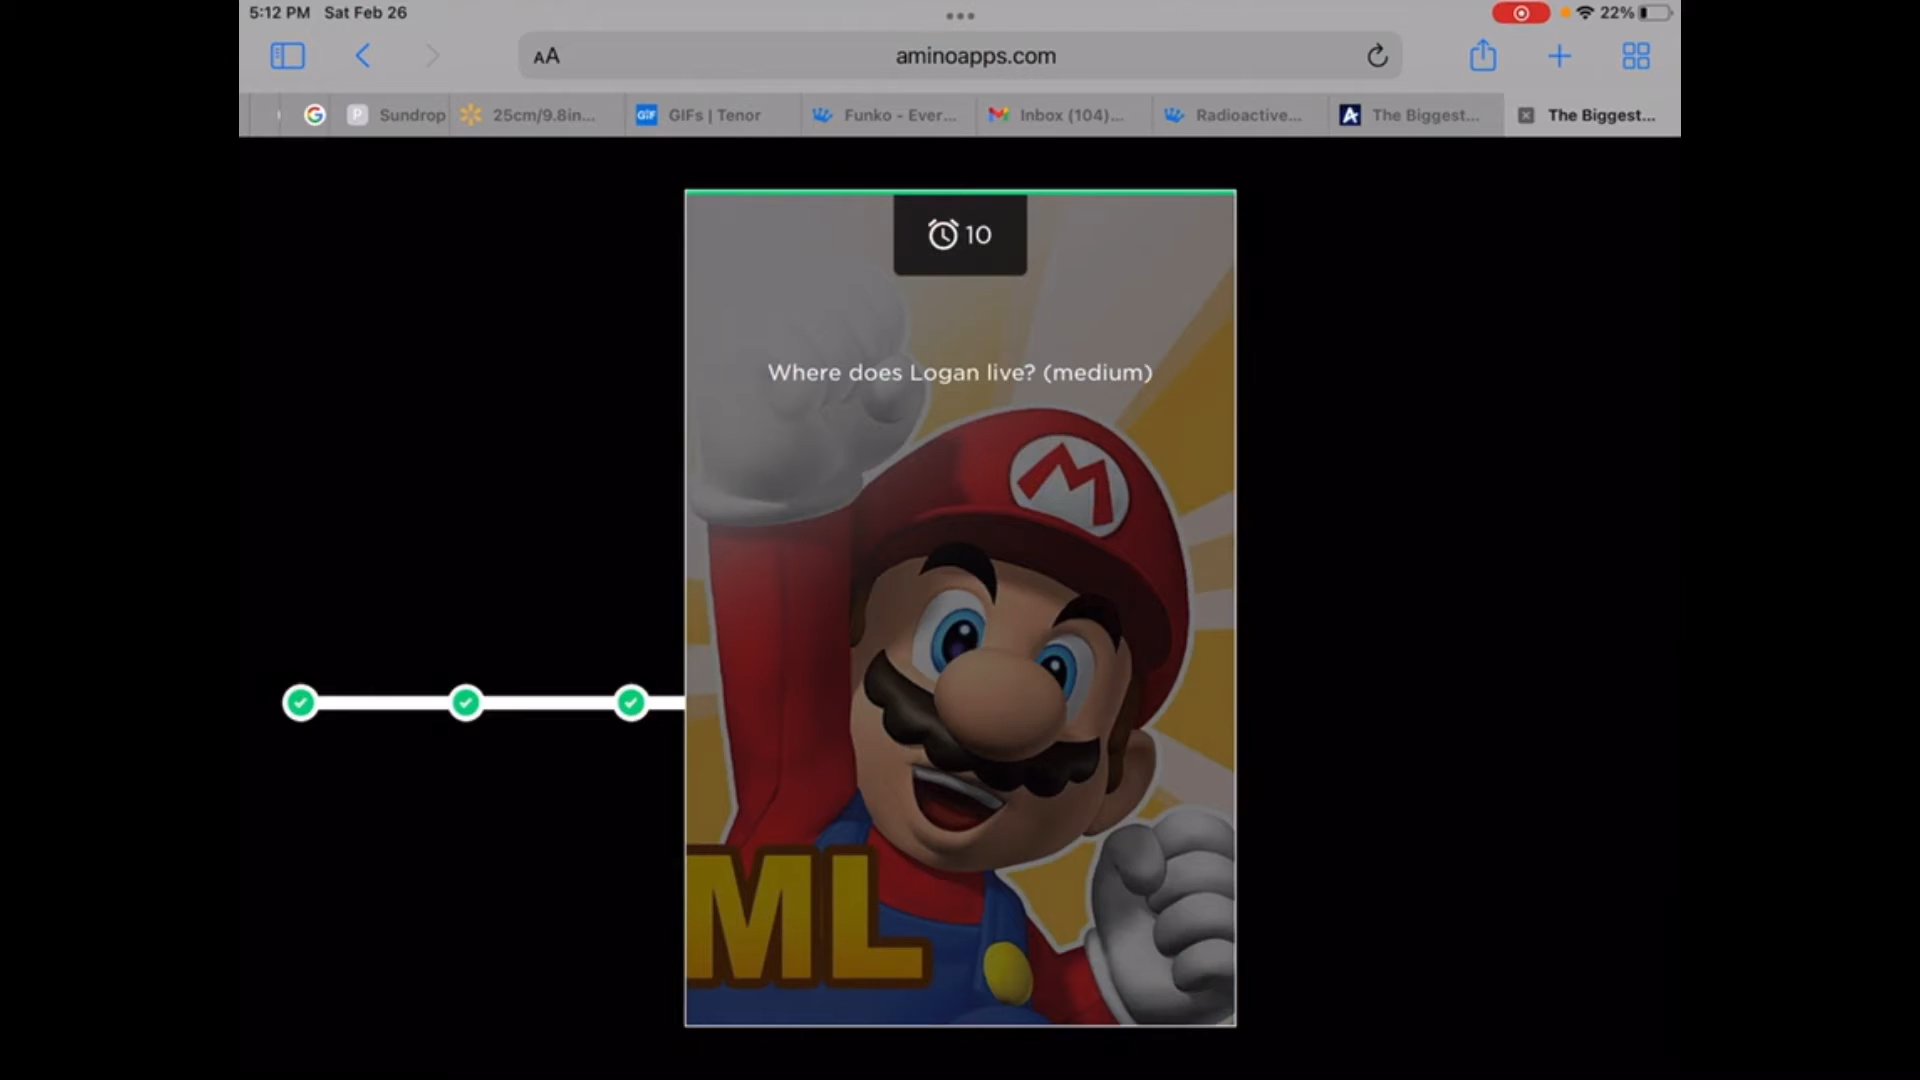 5:12 PM Sat Feb 26
22%
AA
aminoapps.com
G
P Sundrop
25cm/9.8in...
GIF GIFs | Tenor
Funko - Ever...
Inbox (104)...
Radioactive...
A The Biggest...
The Biggest...
10
Where does Logan live? (medium)
M
ML